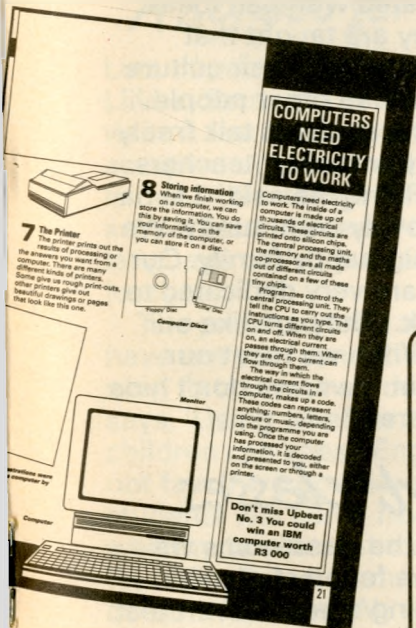 7 The Printer
The printer prints out the
results of processing or
the answers you want from a
computer. There are many
different kinds of printers.
Some give us rough print-outs,
other printers give out
beautiful drawings or pages
that look like this one.
8 Storing information
When we finish working
on a computer, we can
store the information. You do
this by saving it. You can save
your information on the
memory of the computer, or
you can store it on a disc.
Floppy Disc
Computer Discs
Monitor
strations were
computer by
Computer
COMPUTERS
NEED
ELECTRICITY
TO WORK
Computers need electricity
to work. The inside of a
computer is made up of
thousands of electrical
circuits. These circuits are
printed onto silicon chips.
The central processing unit,
the memory and the maths
co-processor are all made
out of different circuits
contained on a few of these
tiny chips.
Programmes control the
central processing unit. They
tell the CPU to carry out the
instructions as you type. The
CPU turns different circuits
on and off. When they are
on, an electrical current
passes through them. When
they are off, no current can
flow through them.
The way in which the
electrical current flows
through the circuits in a
computer, makes up a code.
These codes can represent
anything; numbers, letters,
colours or music, depending
on the programme you are
using. Once the computer
has processed your
information, it is decoded
and presented to you, either
on the screen or through a
printer.
Don't miss Upbeat
No. 3 You could
win an IBM
computer worth
R3 000
21